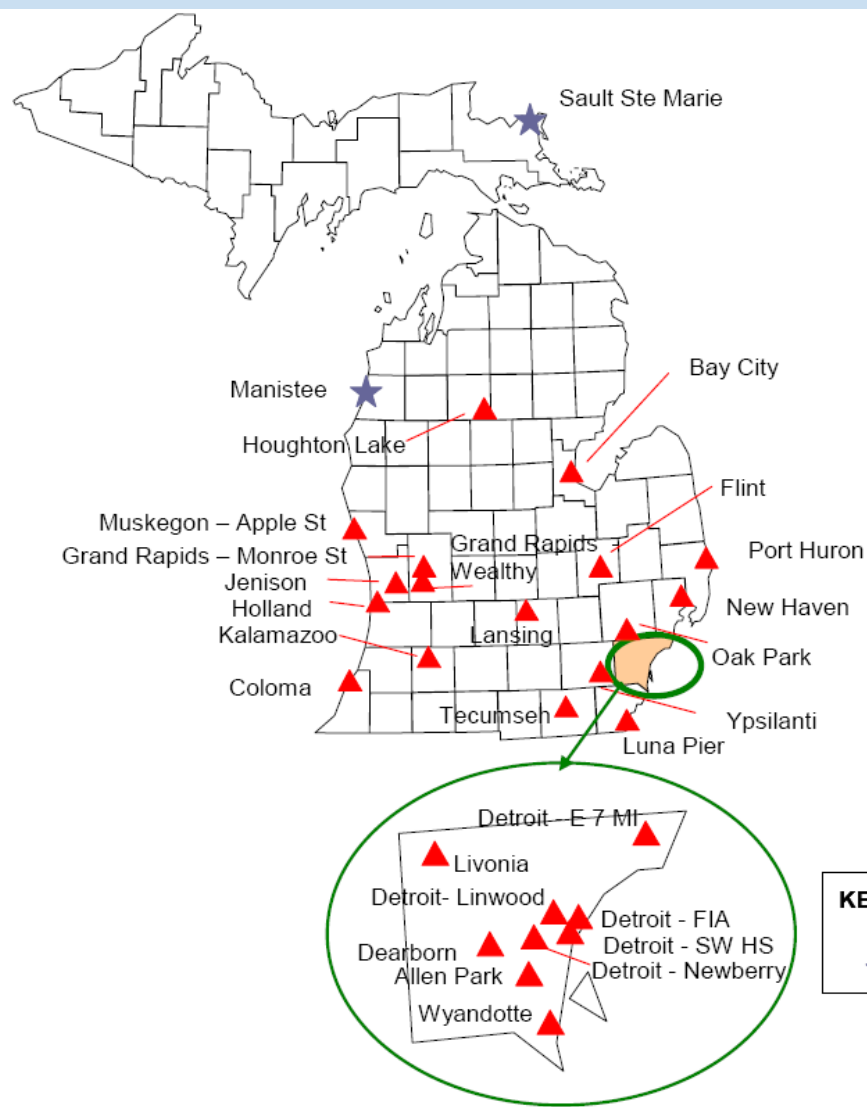 Sault Ste Marie
Manistee
Bay City
Houghton Lake
Flint
Muskegon – Apple St
Grand Rapids
Port Huron
Grand Rapids – Monroe St
Wealthy
Jenison
New Haven
Holland
Lansing
Kalamazoo
Oak Park
Coloma
Tecumseh
Ypsilanti
Luna Pier
Detroit - E 7 MI
Livonia
Detroit- Linwood
Detroit - FIA
Detroit - SW HS
Dearborn
Detroit - Newberry
Allen Park
Wyandotte